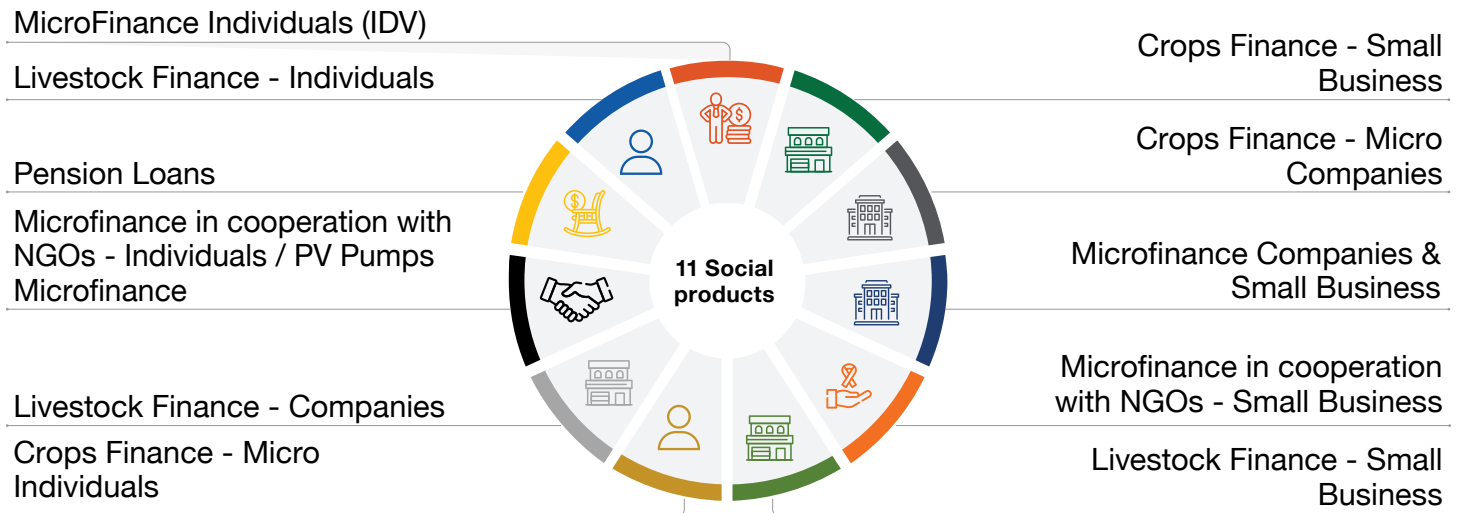 MicroFinance Individuals (IDV)
Livestock Finance - Individuals
Pension Loans
Microfinance in cooperation with
NGOs - Individuals / PV Pumps
Microfinance
Livestock Finance - Companies
Crops Finance - Micro
Individuals
11 Social
products
Crops Finance - Small
Business
Crops Finance - Micro
Companies
Microfinance Companies &
Small Business
Microfinance in cooperation
with NGOs - Small Business
Livestock Finance - Small
Business